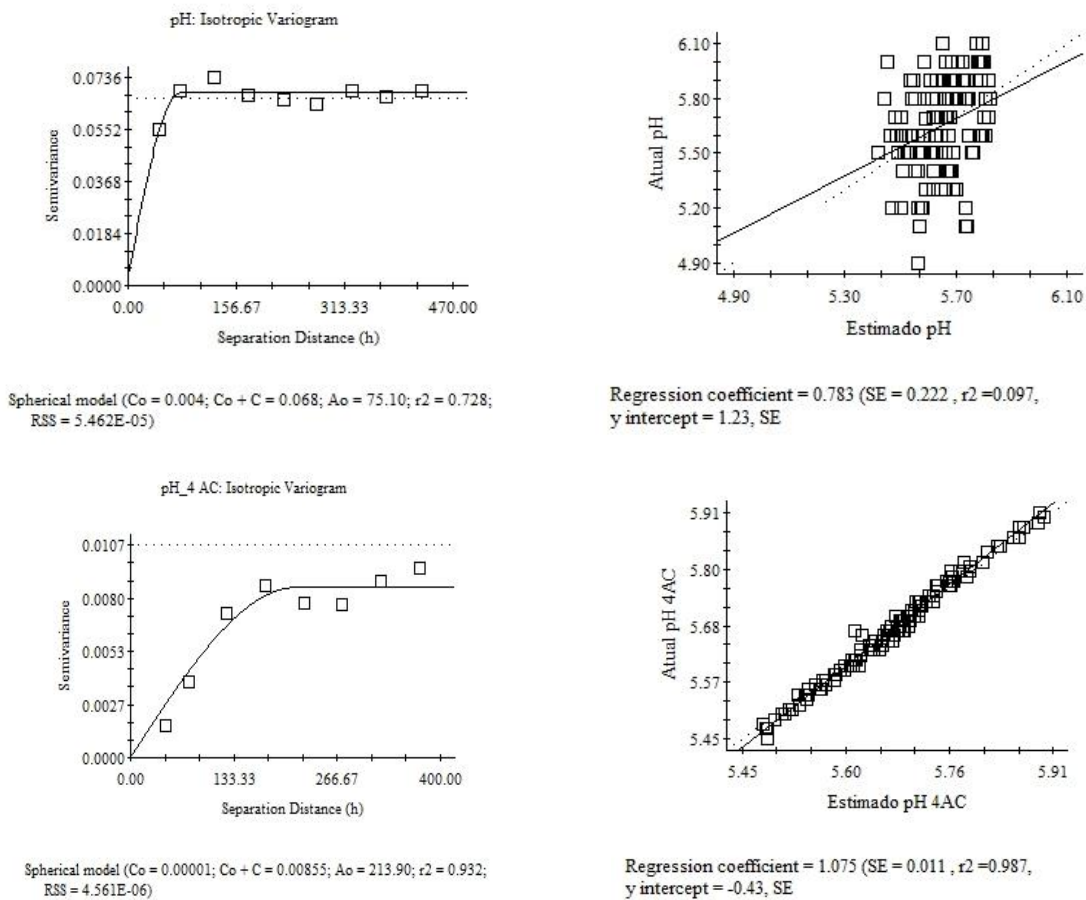 pH: Isotropic Variogram
0.0736
0.0552
0.0368
0.0184
0.0000
Semivariance
0.00 156.67 313.33 470.00
Separation Distance (h)
Spherical model (Co = 0.004; Co + C = 0.068; Ao = 75.10; r2 = 0.728;
RSS = 5.462E-05)
6.10
5.80
5.50
5.20
4.90
Atual pH
4.90 5.30 5.70 6.10
Estimado pH
Regression coefficient = 0.783 (SE = 0.222 , r2 =0.097,
y intercept = 1.23, SE
pH_4 AC: Isotropic Variogram
0.0107
0.0080
0.0053
0.0027
0.0000
Semivariance
0.00 133.33 266.67 400.00
Separation Distance (h)
Spherical model (Co = 0.00001; Co + C = 0.00855; Ao = 213.90; r2 = 0.932;
RSS = 4.561E-06)
5.91
5.80
5.68
5.57
5.45
Atual pH 4AC
5.45 5.60 5.76 5.91
Estimado pH 4AC
Regression coefficient = 1.075 (SE = 0.011 , r2 =0.987,
y intercept = -0.43, SE